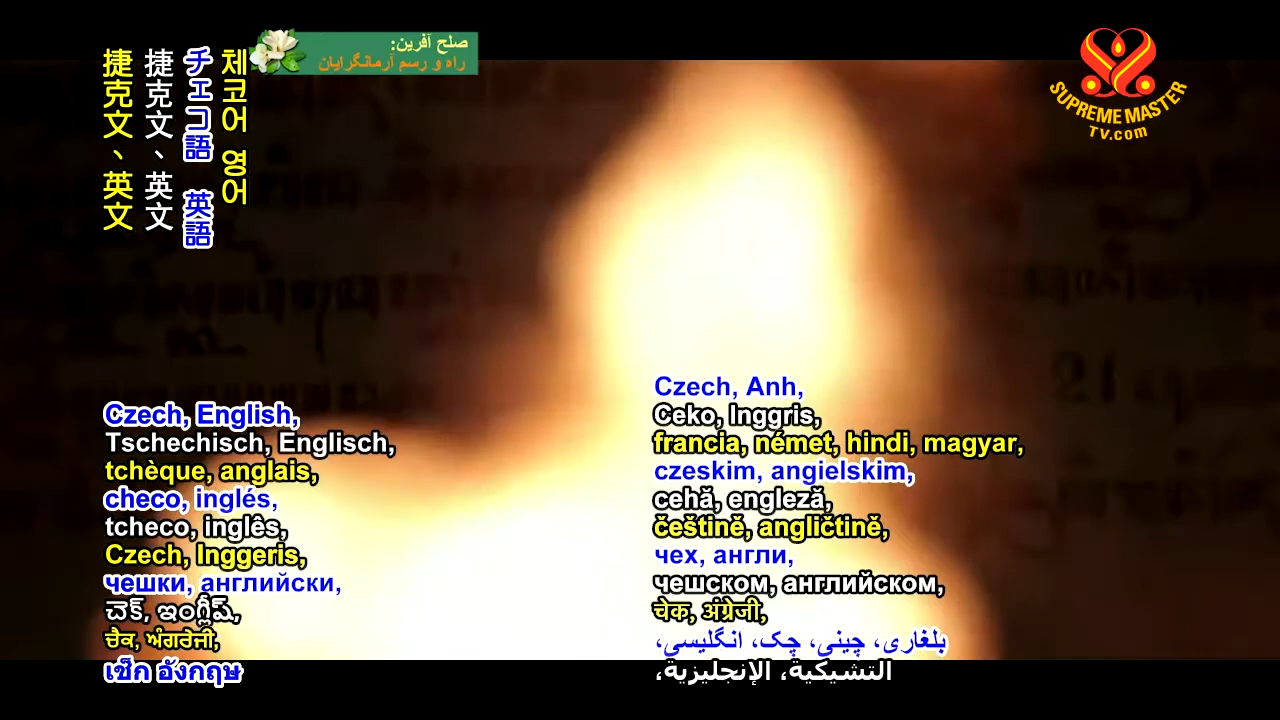 صلح آفرین:
راه و رسم آرمانگرایان
SUPREME MASTER
TV.com
체코어 영어
チェコ語 英語
捷克文、英文
捷克文、英文
Czech, English,
Tschechisch, Englisch,
tchèque, anglais,
checo, inglés,
tcheco, inglês,
Czech, Inggeris,
чешки, английски,
చెక్, ఇంగ్లీష్,
ਚੈਕ, ਅੰਗਰੇਜੀ,
เช็ก อังกฤษ
Czech, Anh,
Ceko, Inggris,
francia, német, hindi, magyar,
czeskim, angielskim,
cehă, engleză,
češtině, angličtině,
чех, англи,
чешском, английском,
चेक, अंग्रेजी,
بلغاری، چینی، چک، انگلیسی،
التشيكية، الإنجليزية،